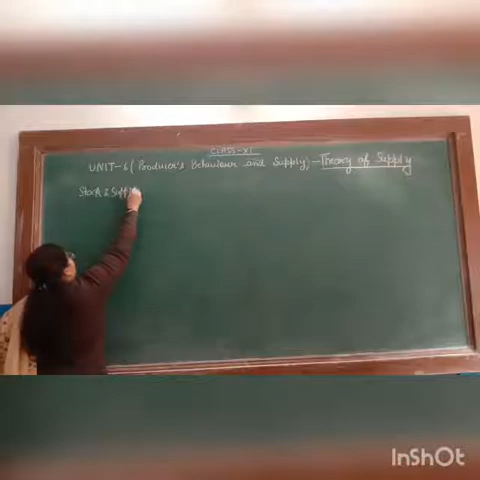 CLASS-XI
UNIT-6( Producer's Behaviour and Supply)-Theory of Supply
Stock & Supply
InShOt